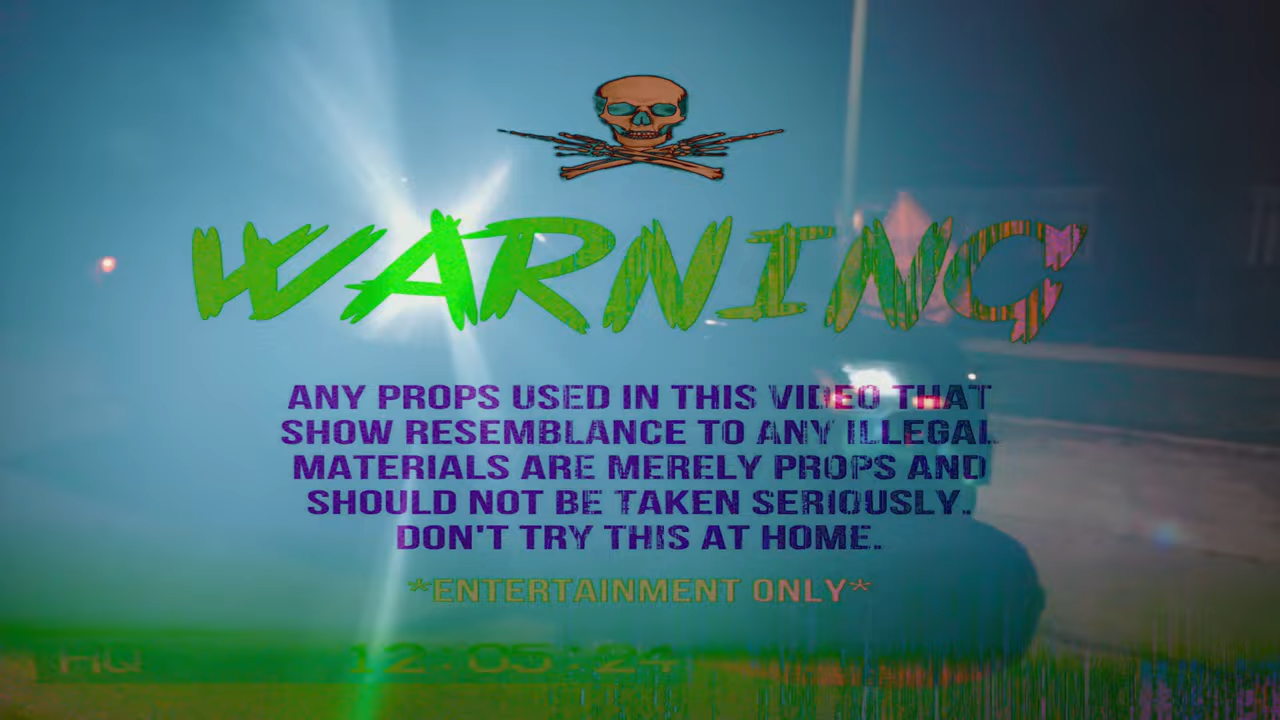 WARNING
ANY PROPS USED IN THIS VIDEO THAT
SHOW RESEMBLANCE TO ANY ILLEGAL
MATERIALS ARE MERELY PROPS AND
SHOULD NOT BE TAKEN SERIOUSLY.
DON'T TRY THIS AT HOME.
*ENTERTAINMENT ONLY*
HQ 12:05:24